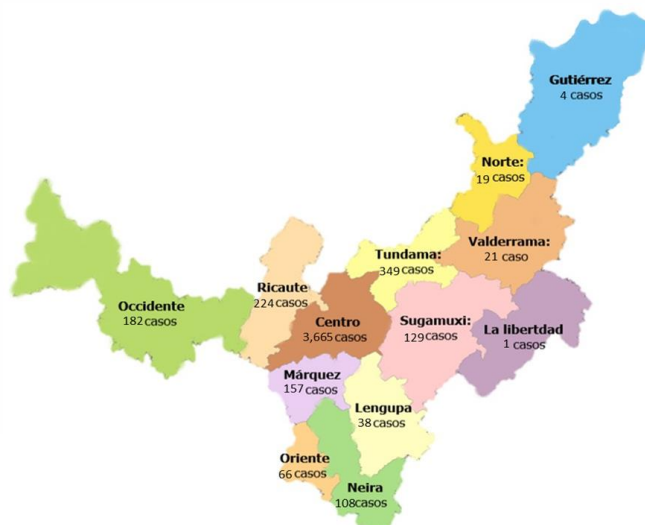 Gutiérrez
4 casos
Norte:
19 casos
Valderrama:
21 caso
Tundama:
349 casos
Ricaute
224 casos
Occidente
182 casos
Centro
3,665 casos
Sugamuxi:
129 casos
La libertdad
1 casos
Márquez
157 casos
Lengupa
38 casos
Oriente
66 casos
Neira
108casos